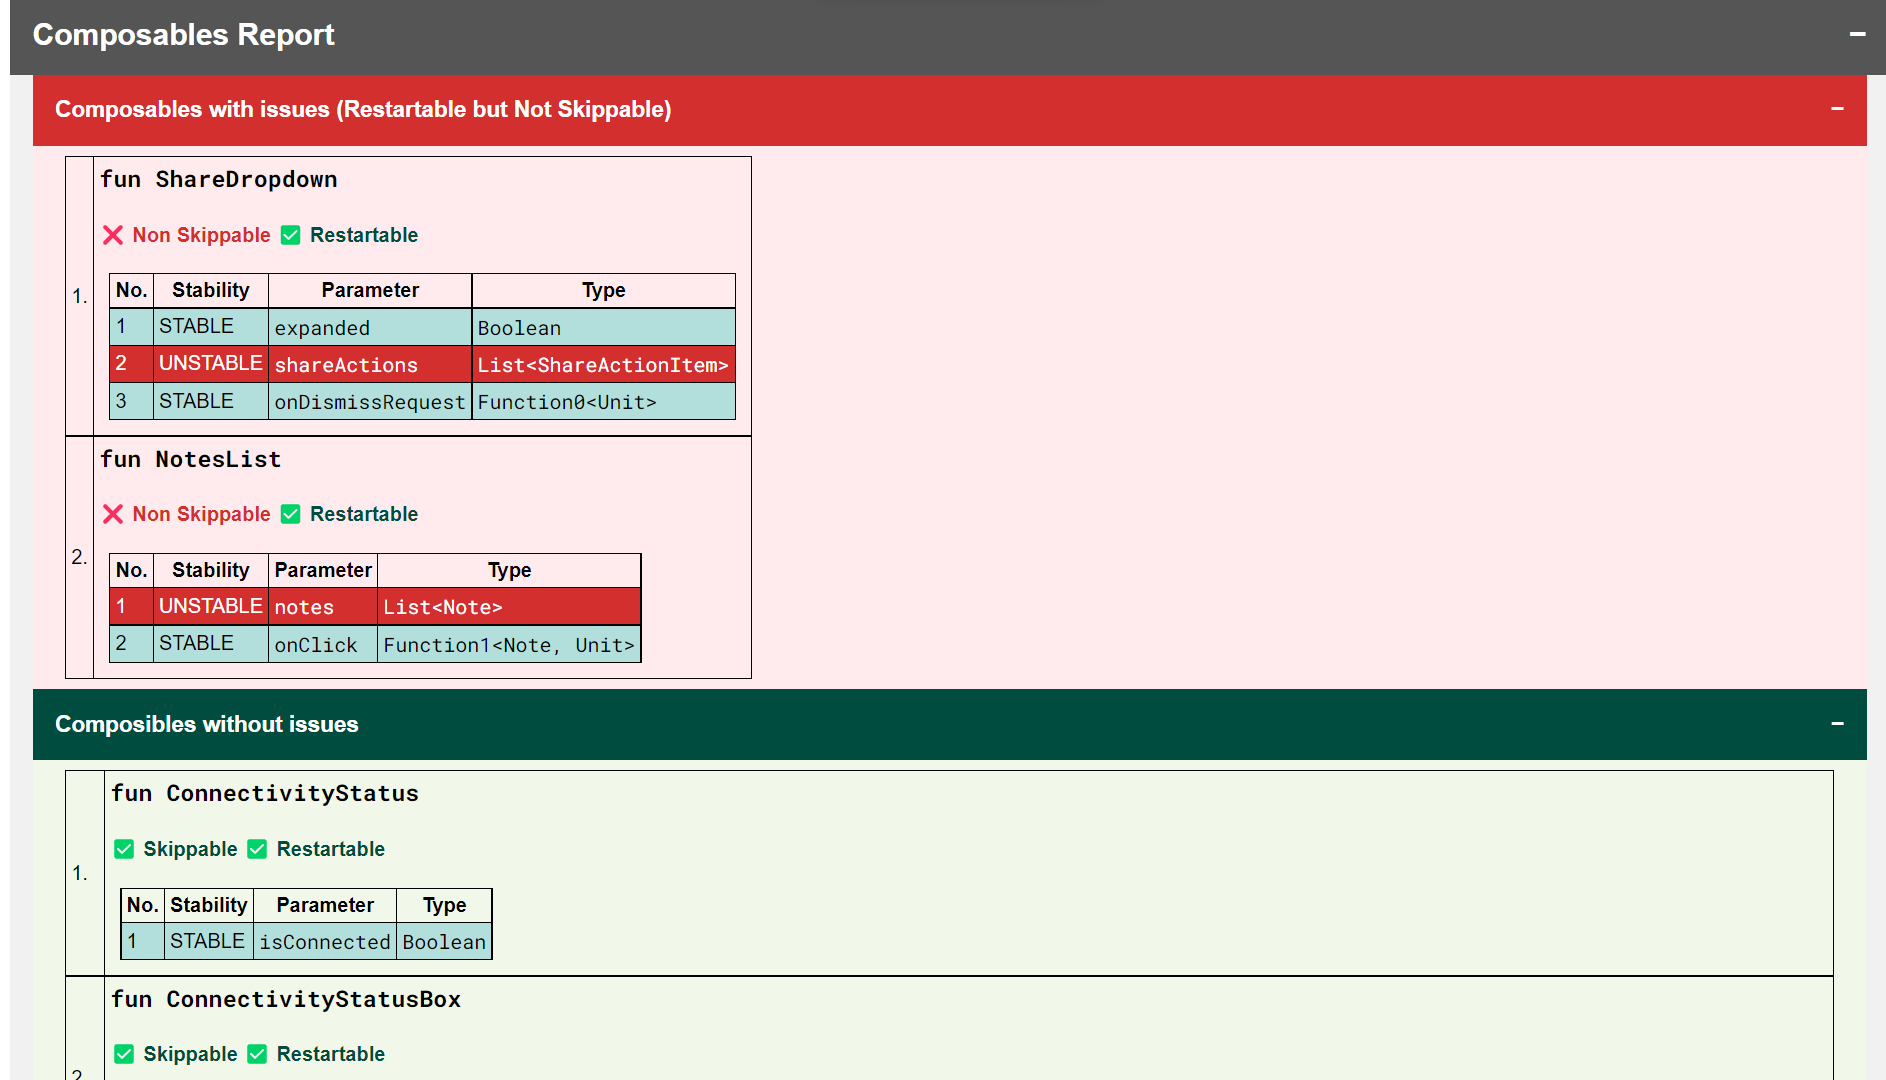 Composables Report
–
Composables with issues (Restartable but Not Skippable)
–
1.
fun ShareDropdown
❌ Non Skippable ✅ Restartable
No. Stability Parameter Type
1 STABLE expanded Boolean
2 UNSTABLE shareActions List<ShareActionItem>
3 STABLE onDismissRequest Function0<Unit>
2.
fun NotesList
❌ Non Skippable ✅ Restartable
No. Stability Parameter Type
1 UNSTABLE notes List<Note>
2 STABLE onClick Function1<Note, Unit>
Composibles without issues
–
1.
fun ConnectivityStatus
✅ Skippable ✅ Restartable
No. Stability Parameter Type
1 STABLE isConnected Boolean
2
fun ConnectivityStatusBox
✅ Skippable ✅ Restartable